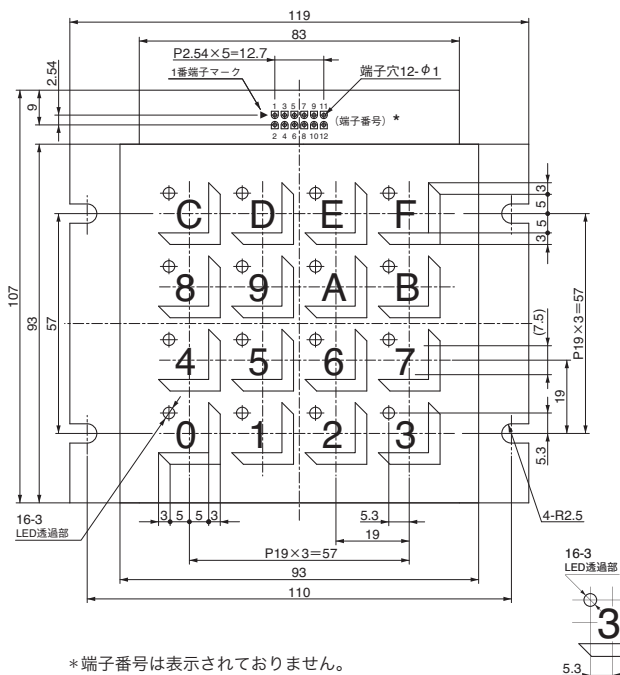 119
83
P2.54×5=12.7
2.54
1番端子マーク
端子穴12-φ1
9
1 3 5 7 9 11
(端子番号)*
2 4 6 8 10 12
C D E F
3
5
5
3
8 9 A B
107
93
57
P19×3=57
(7.5)
4 5 6 7
19
0 1 2 3
5.3
16-3
LED透過部
3 5 5 3
5.3
19
4-R2.5
P19×3=57
93
110
16-3
LED透過部
3
5.3
*端子番号は表示されておりません。